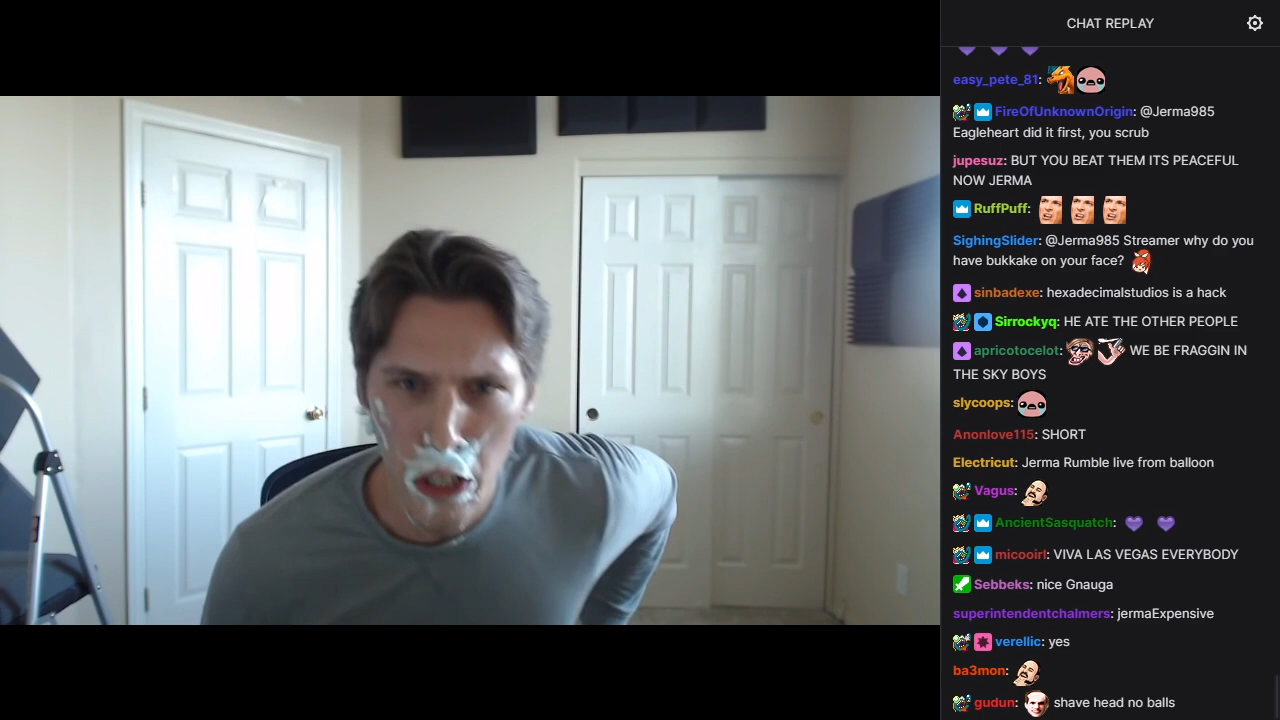 CHAT REPLAY
easy_pete_81:
FireOfUnknownOrigin: @Jerma985
Eagleheart did it first, you scrub
jupesuz: BUT YOU BEAT THEM ITS PEACEFUL
NOW JERMA
RuffPuff:
SighingSlider: @Jerma985 Streamer why do you
have bukkake on your face?
sinbadexe: hexadecimalstudios is a hack
Sirrockyq: HE ATE THE OTHER PEOPLE
apricotocelot: WE BE FRAGGIN IN
THE SKY BOYS
slycoops:
Anonlove115: SHORT
Electricut: Jerma Rumble live from balloon
Vagus:
AncientSasquatch:
micooirl: VIVA LAS VEGAS EVERYBODY
Sebbeks: nice Gnauga
superintendentchalmers: jermaExpensive
verellic: yes
ba3mon:
gudun: shave head no balls